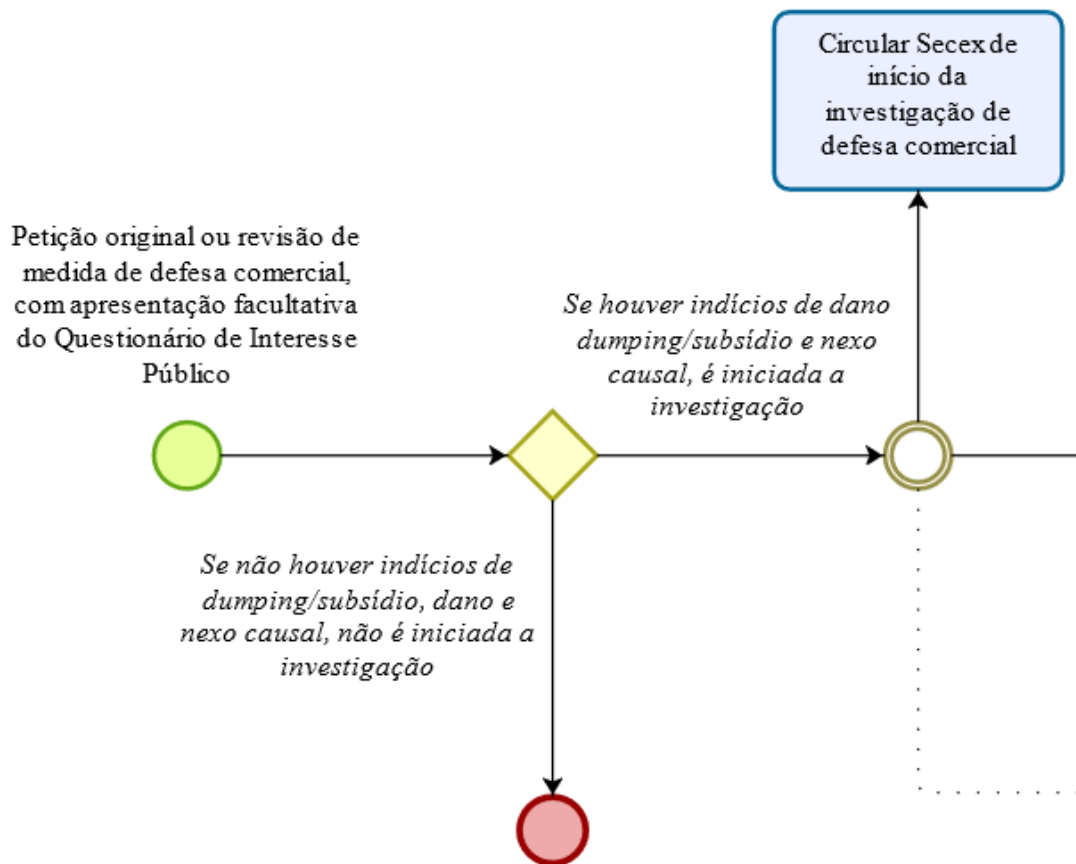 Circular Secex de
início da
investigação de
defesa comercial
Petição original ou revisão de
medida de defesa comercial,
com apresentação facultativa
do Questionário de Interesse
Público
Se houver indícios de dano
dumping/subsídio e nexo
causal, é iniciada a
investigação
Se não houver indícios de
dumping/subsídio, dano e
nexo causal, não é iniciada a
investigação